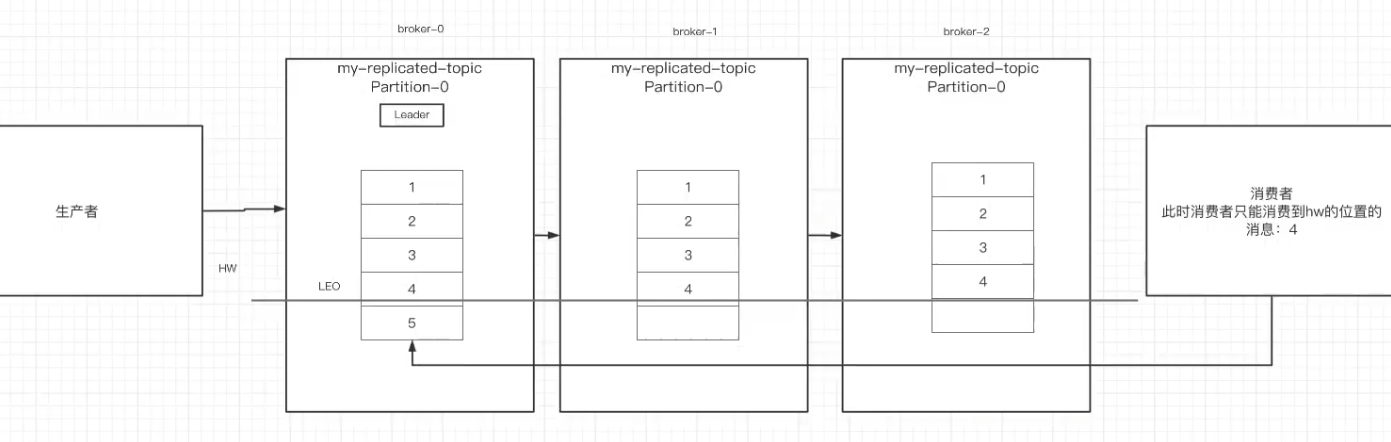 broker-0
broker-1
broker-2
my-replicated-topic
Partition-0
Leader
my-replicated-topic
Partition-0
my-replicated-topic
Partition-0
生产者
HW
LEO
1
2
3
4
5
1
2
3
4
1
2
3
4
消费者
此时消费者只能消费到hw的位置的
消息：4